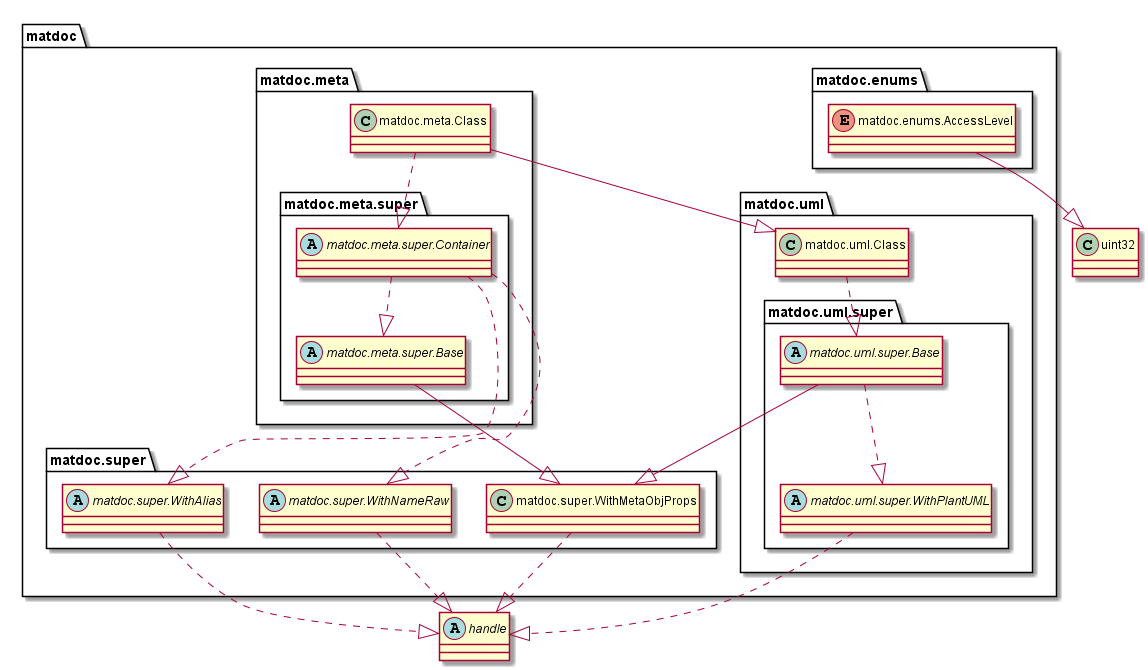 matdoc
matdoc.meta
matdoc.enums
C matdoc.meta.Class
E matdoc.enums.AccessLevel
matdoc.meta.super
matdoc.uml
A matdoc.meta.super.Container
C matdoc.uml.Class
C uint32
matdoc.uml.super
A matdoc.meta.super.Base
A matdoc.uml.super.Base
matdoc.super
A matdoc.super.WithAlias
A matdoc.super.WithNameRaw
C matdoc.super.WithMetaObjProps
A matdoc.uml.super.WithPlantUML
A handle